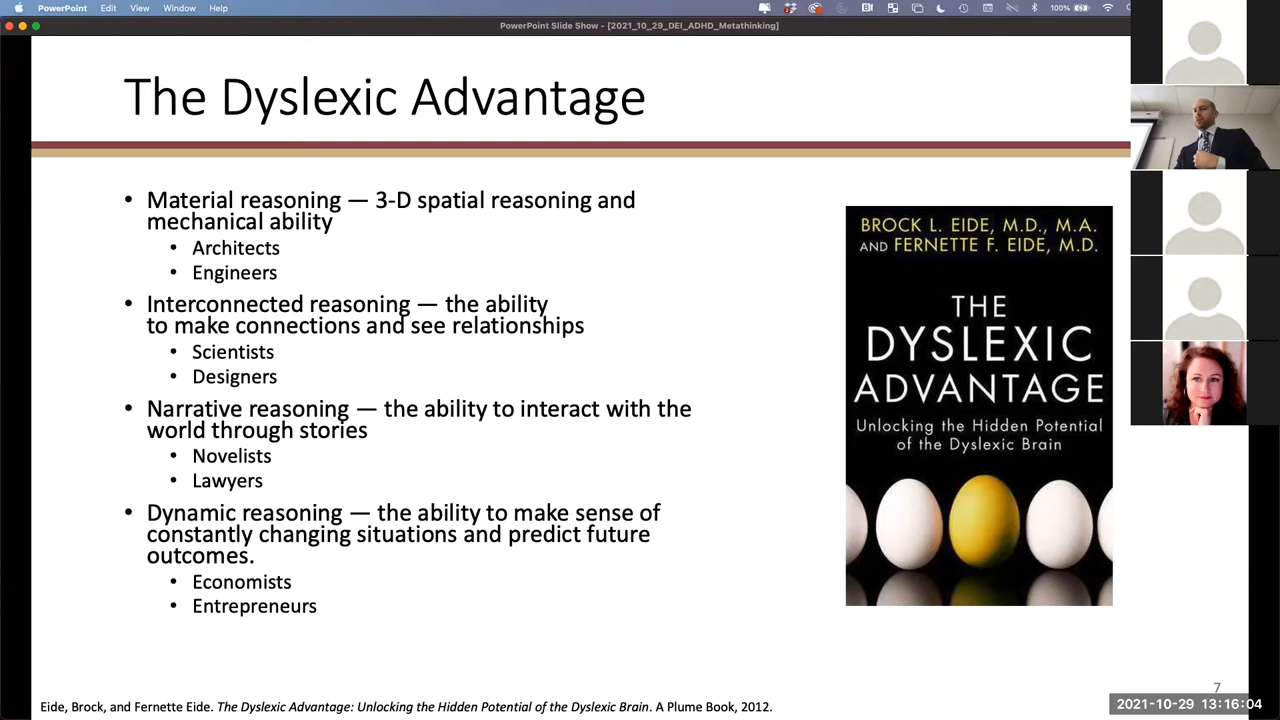 PowerPoint File Edit View Window Help
100%
PowerPoint Slide Show - [2021_10_29_DEI_ADHD_Metathinking]
The Dyslexic Advantage
• Material reasoning — 3-D spatial reasoning and
mechanical ability
• Architects
• Engineers
• Interconnected reasoning — the ability
to make connections and see relationships
• Scientists
• Designers
• Narrative reasoning — the ability to interact with the
world through stories
• Novelists
• Lawyers
• Dynamic reasoning — the ability to make sense of
constantly changing situations and predict future
outcomes.
• Economists
• Entrepreneurs
BROCK L. EIDE, M.D., M.A.
AND FERNETTE F. EIDE, M.D.
THE
DYSLEXIC
ADVANTAGE
Unlocking the Hidden Potential
of the Dyslexic Brain
7
Eide, Brock, and Fernette Eide. The Dyslexic Advantage: Unlocking the Hidden Potential of the Dyslexic Brain. A Plume Book, 2012.
2021-10-29 13:16:04